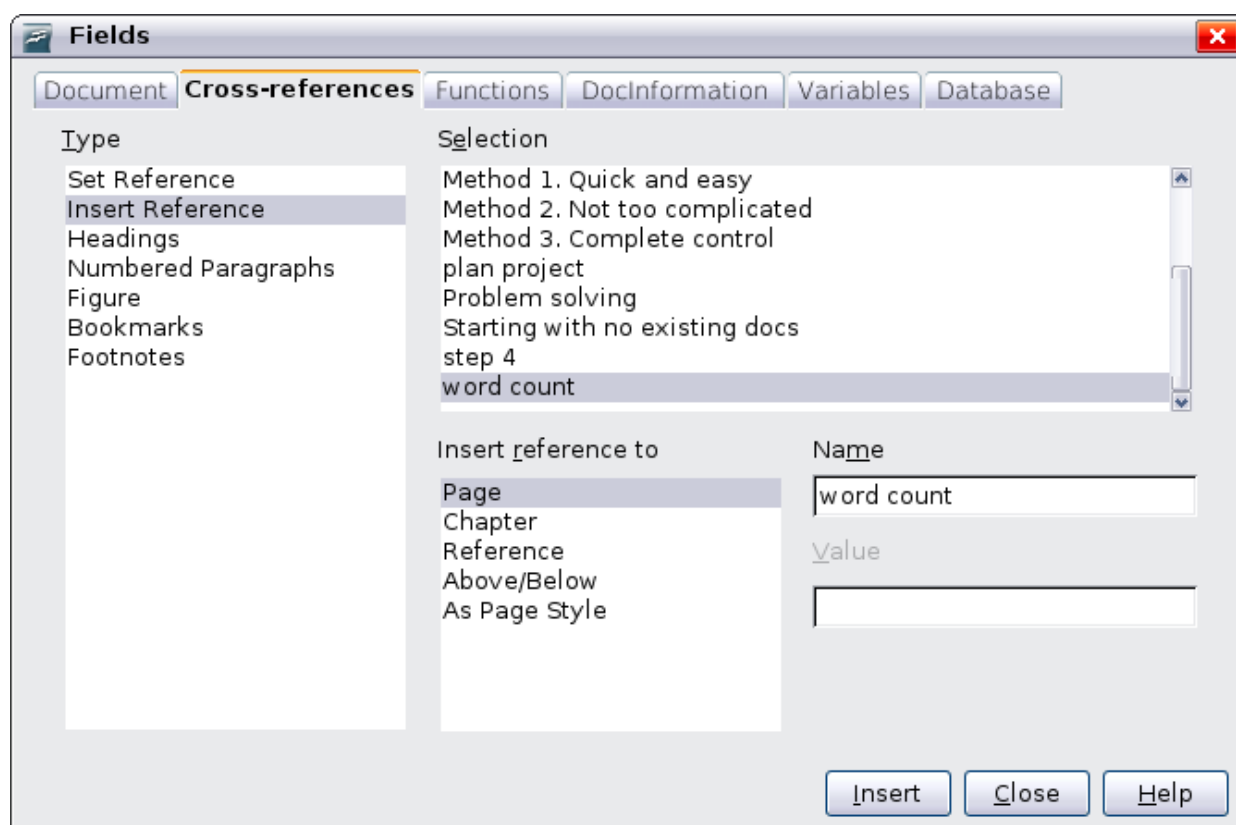 Fields
Document Cross-references Functions DocInformation Variables Database
Type
Set Reference
Insert Reference
Headings
Numbered Paragraphs
Figure
Bookmarks
Footnotes
Selection
Method 1. Quick and easy
Method 2. Not too complicated
Method 3. Complete control
plan project
Problem solving
Starting with no existing docs
step 4
word count
Insert reference to
Page
Chapter
Reference
Above/Below
As Page Style
Name
word count
Value
Insert Close Help